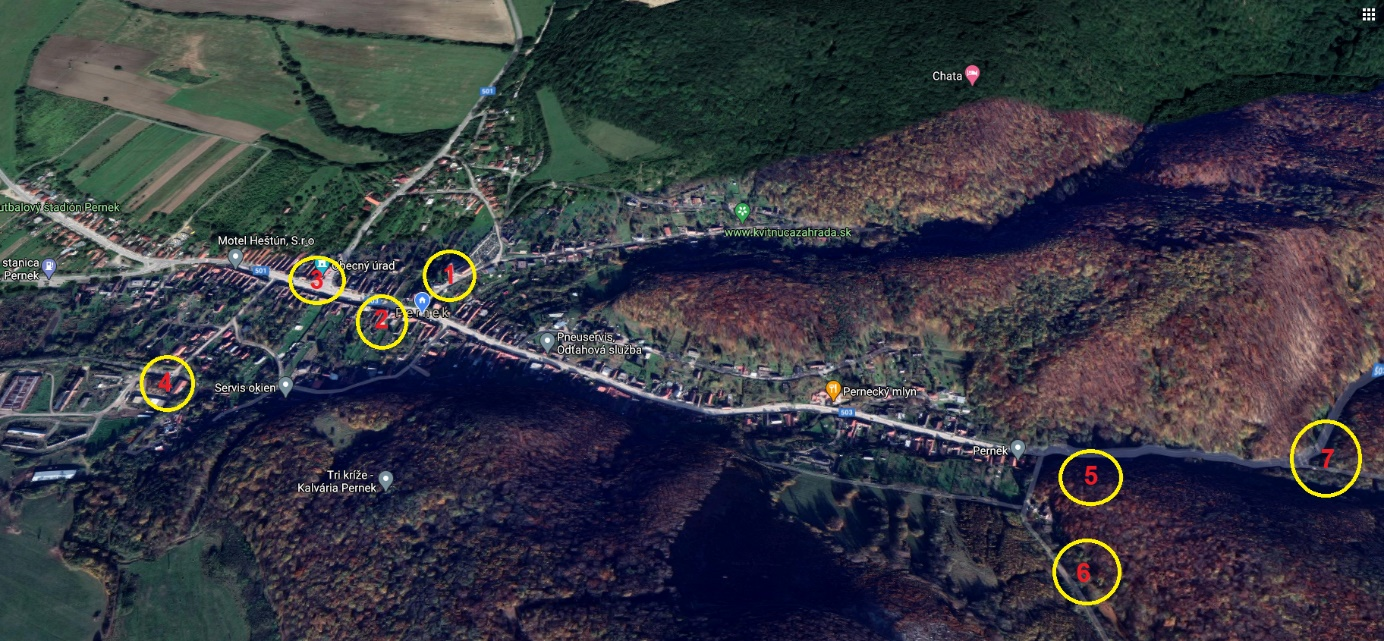 Chata
501
utbalový stadión Pernek
www.kvitnucazahrada.sk
Motel Heštún, S.r.o
stanica
Pernek
501
Obecný úrad
1
3
2
Pernek
Pneuservis,
Odťahová služba
4
Servis okien
Pernecký mlyn
503
Pernek
5
7
Tri kríže -
Kalvária Pernek
6